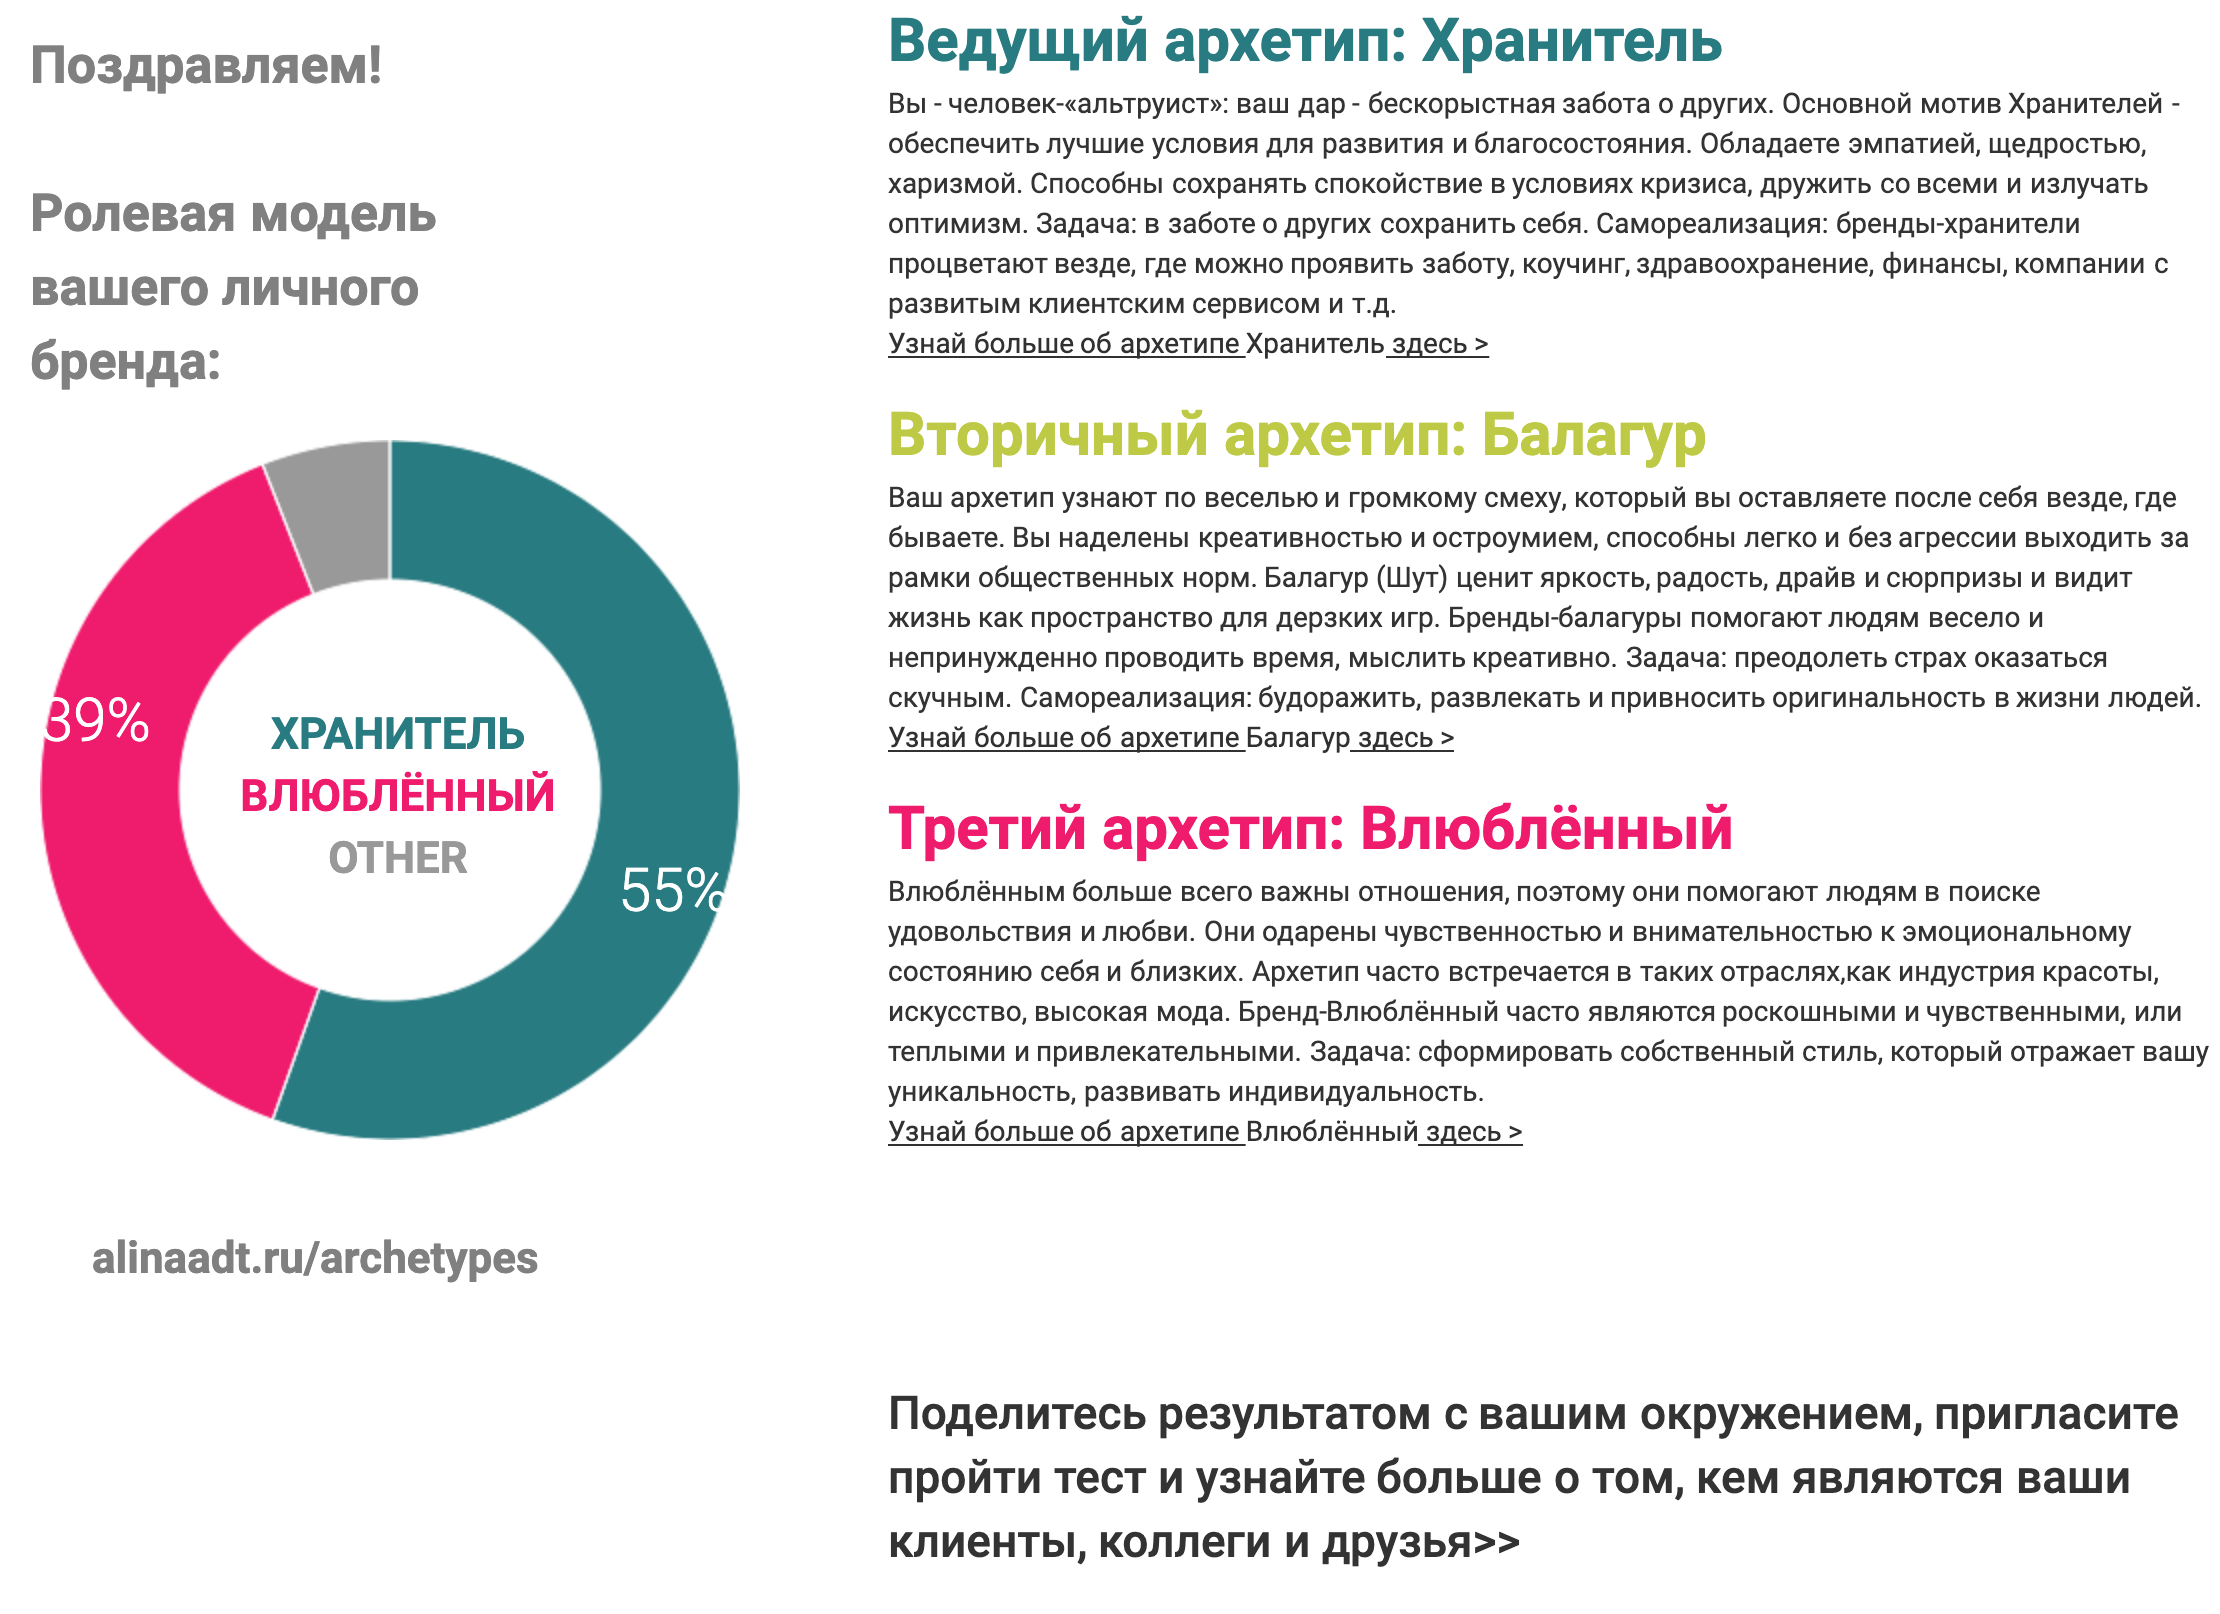 Поздравляем!
Ролевая модель
вашего личного
бренда:
39%
55%
ХРАНИТЕЛЬ
ВЛЮБЛЁННЫЙ
OTHER
alinaadt.ru/archetypes
Ведущий архетип: Хранитель
Вы - человек-«альтруист»: ваш дар - бескорыстная забота о других. Основной мотив Хранителей -
обеспечить лучшие условия для развития и благосостояния. Обладаете эмпатией, щедростью,
харизмой. Способны сохранять спокойствие в условиях кризиса, дружить со всеми и излучать
оптимизм. Задача: в заботе о других сохранить себя. Самореализация: бренды-хранители
процветают везде, где можно проявить заботу, коучинг, здравоохранение, финансы, компании с
развитым клиентским сервисом и т.д.
Узнай больше об архетипе Хранитель здесь >
Вторичный архетип: Балагур
Ваш архетип узнают по веселью и громкому смеху, который вы оставляете после себя везде, где
бываете. Вы наделены креативностью и остроумием, способны легко и без агрессии выходить за
рамки общественных норм. Балагур (Шут) ценит яркость, радость, драйв и сюрпризы и видит
жизнь как пространство для дерзких игр. Бренды-балагуры помогают людям весело и
непринужденно проводить время, мыслить креативно. Задача: преодолеть страх оказаться
скучным. Самореализация: будоражить, развлекать и привносить оригинальность в жизни людей.
Узнай больше об архетипе Балагур здесь >
Третий архетип: Влюблённый
Влюблённым больше всего важны отношения, поэтому они помогают людям в поиске
удовольствия и любви. Они одарены чувственностью и внимательностью к эмоциональному
состоянию себя и близких. Архетип часто встречается в таких отраслях,как индустрия красоты,
искусство, высокая мода. Бренд-Влюблённый часто являются роскошными и чувственными, или
теплыми и привлекательными. Задача: сформировать собственный стиль, который отражает вашу
уникальность, развивать индивидуальность.
Узнай больше об архетипе Влюблённый здесь >
Поделитесь результатом с вашим окружением, пригласите
пройти тест и узнайте больше о том, кем являются ваши
клиенты, коллеги и друзья>>